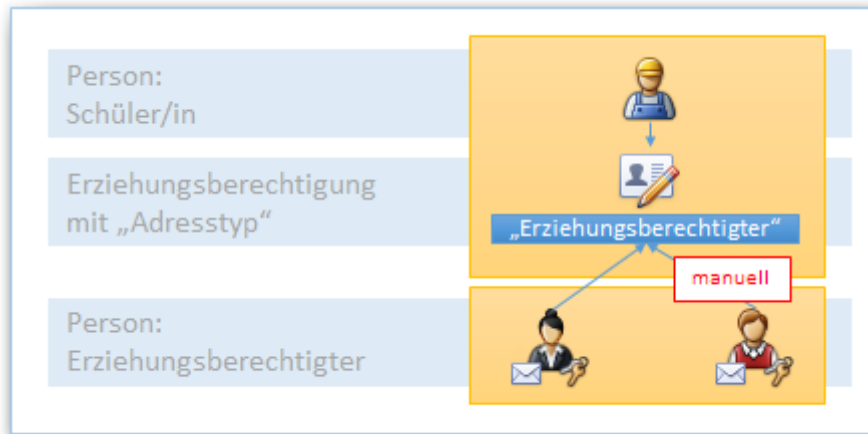 Person:
Schüler/in
Erziehungsberechtigung
mit „Adresstyp“
„Erziehungsberechtigter“
manuell
Person:
Erziehungsberechtigter